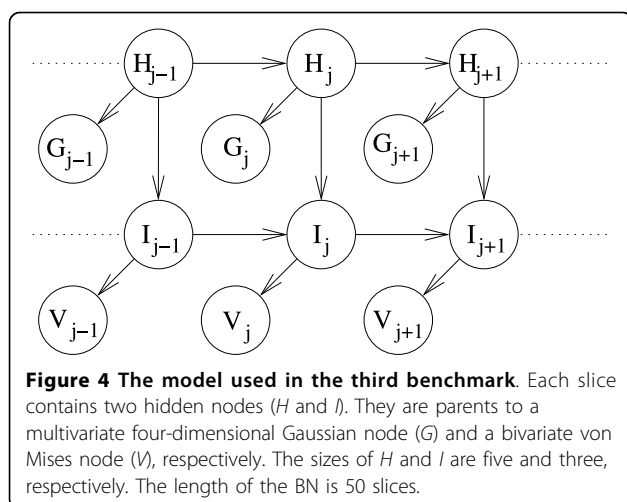 H_{j-1} H_j H_{j+1}
G_{j-1} G_j G_{j+1}
I_{j-1} I_j I_{j+1}
V_{j-1} V_j V_{j+1}
Figure 4 The model used in the third benchmark. Each slice
contains two hidden nodes (H and I). They are parents to a
multivariate four-dimensional Gaussian node (G) and a bivariate von
Mises node (V), respectively. The sizes of H and I are five and three,
respectively. The length of the BN is 50 slices.